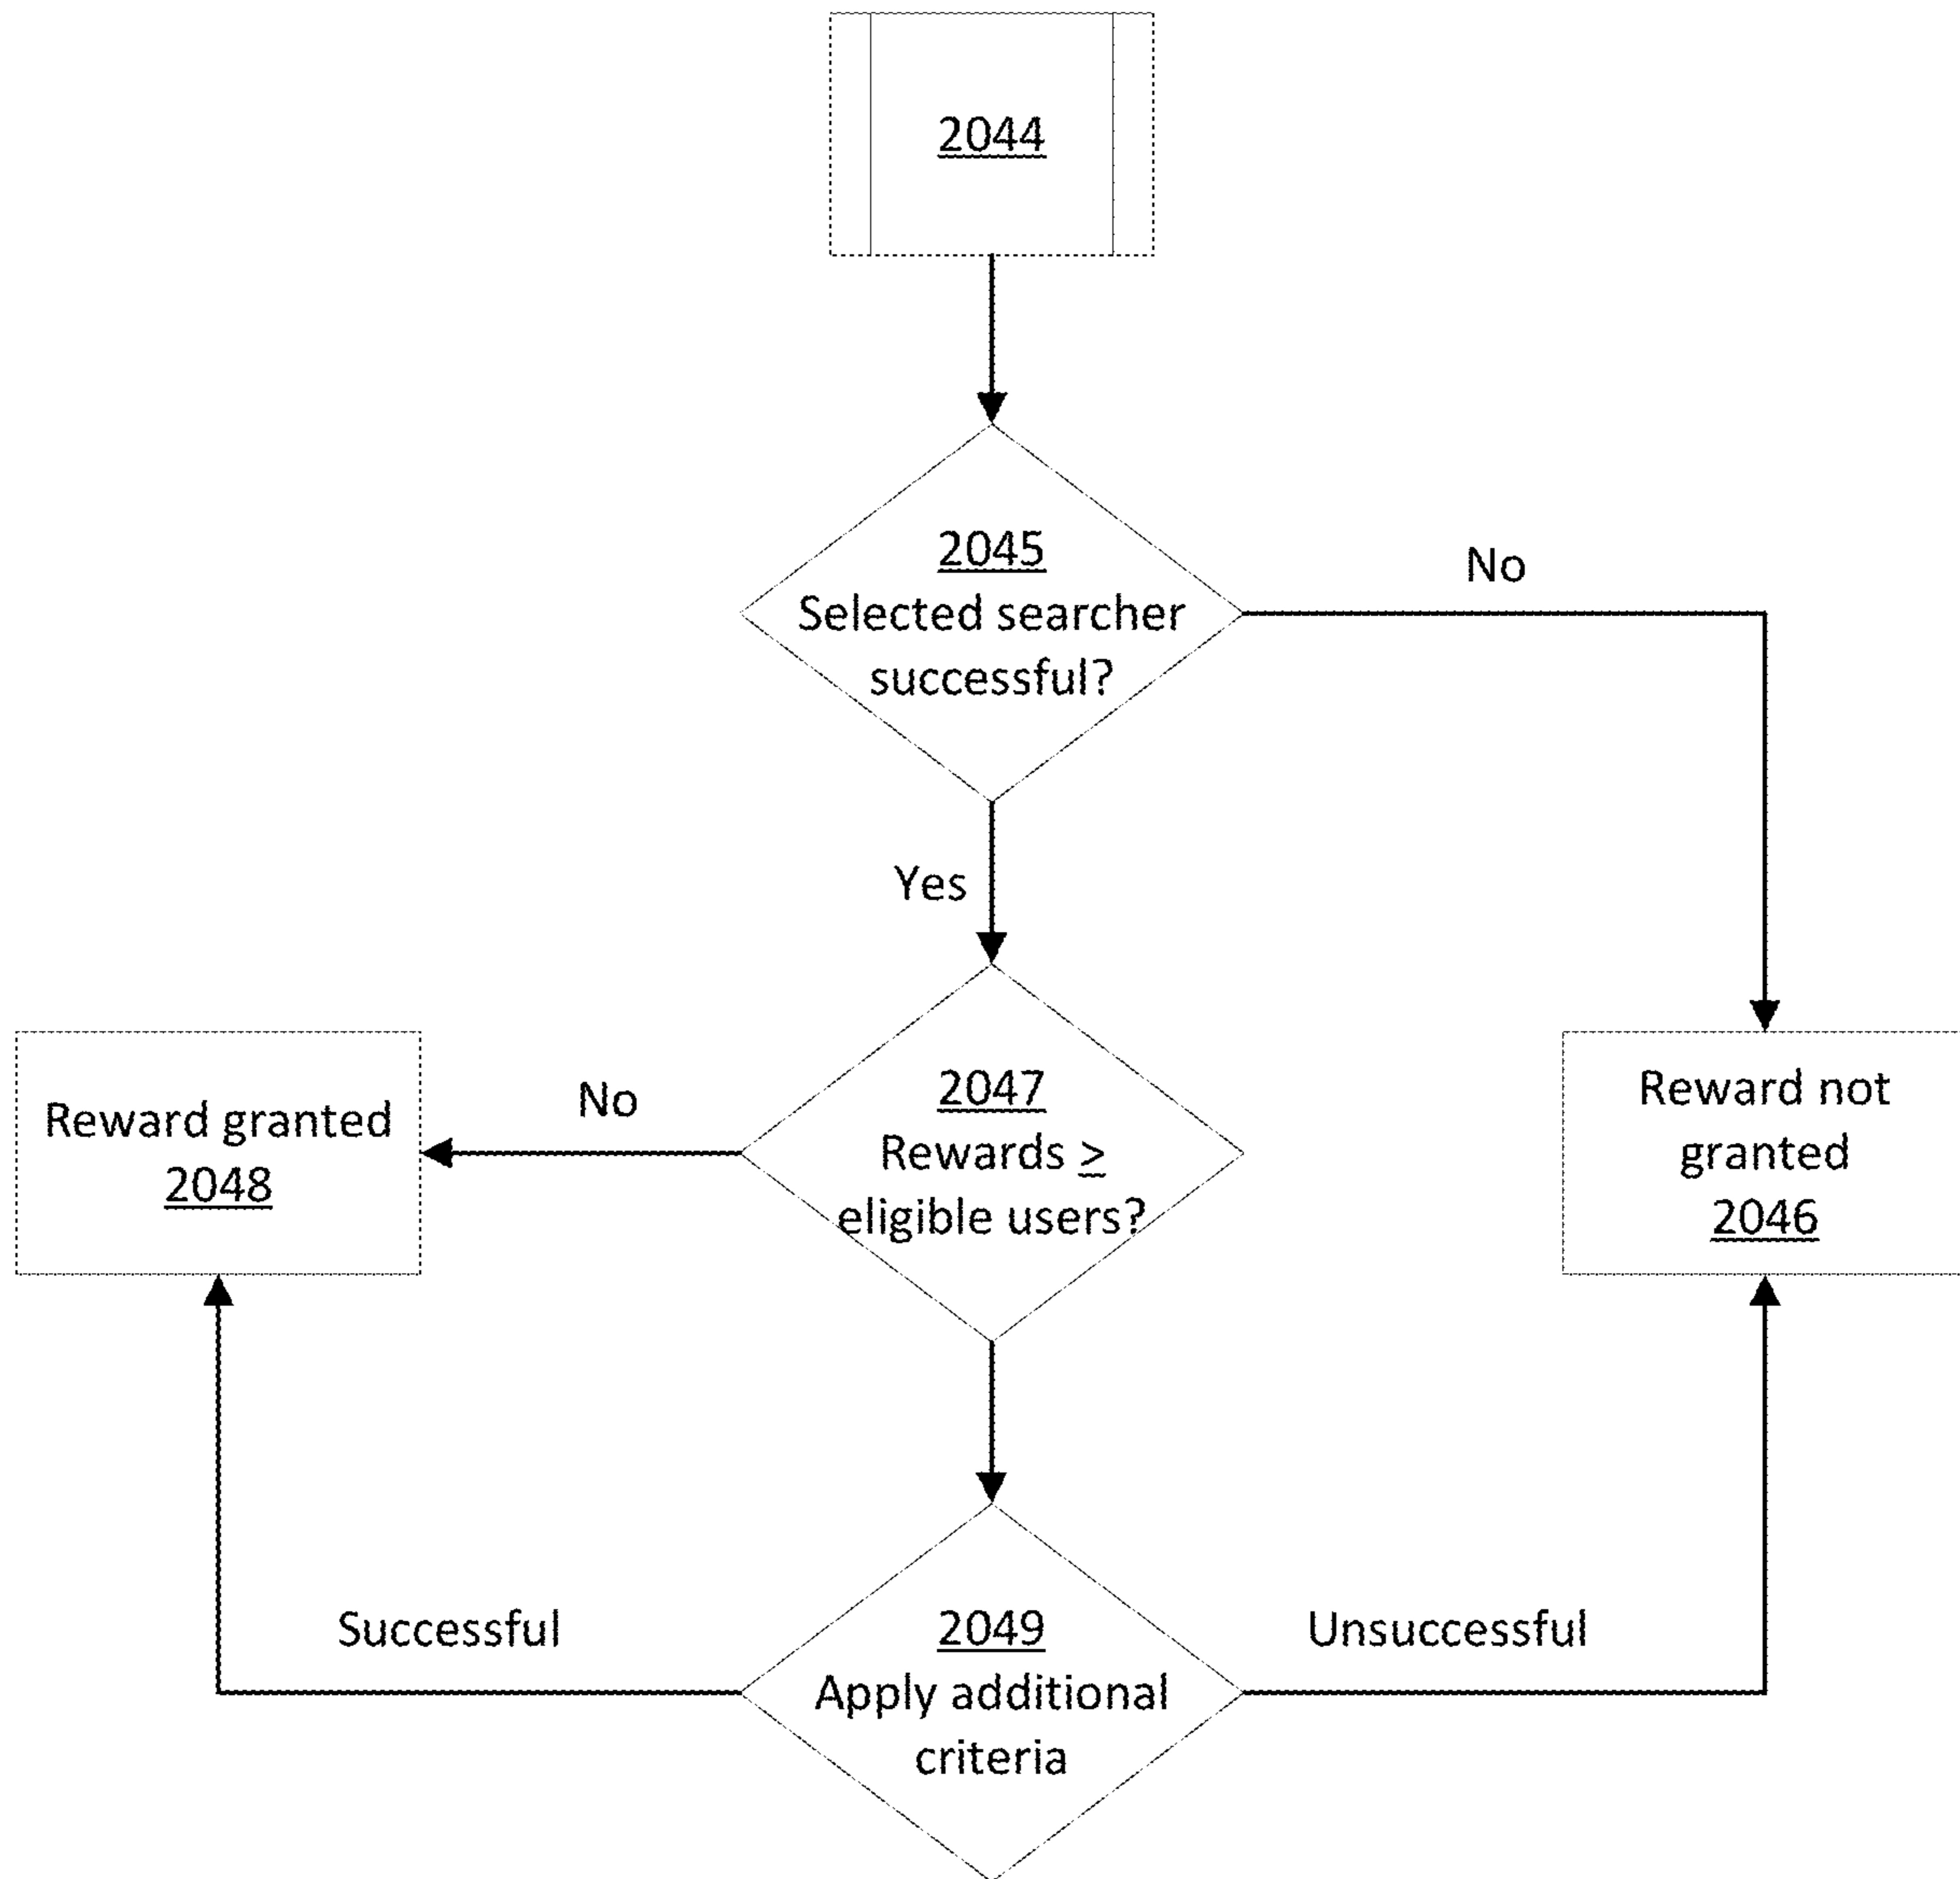 2044
2045
Selected searcher
successful?
No
Yes
Reward granted
2048
No
2047
Rewards ≥
eligible users?
Reward not
granted
2046
Successful
2049
Apply additional
criteria
Unsuccessful